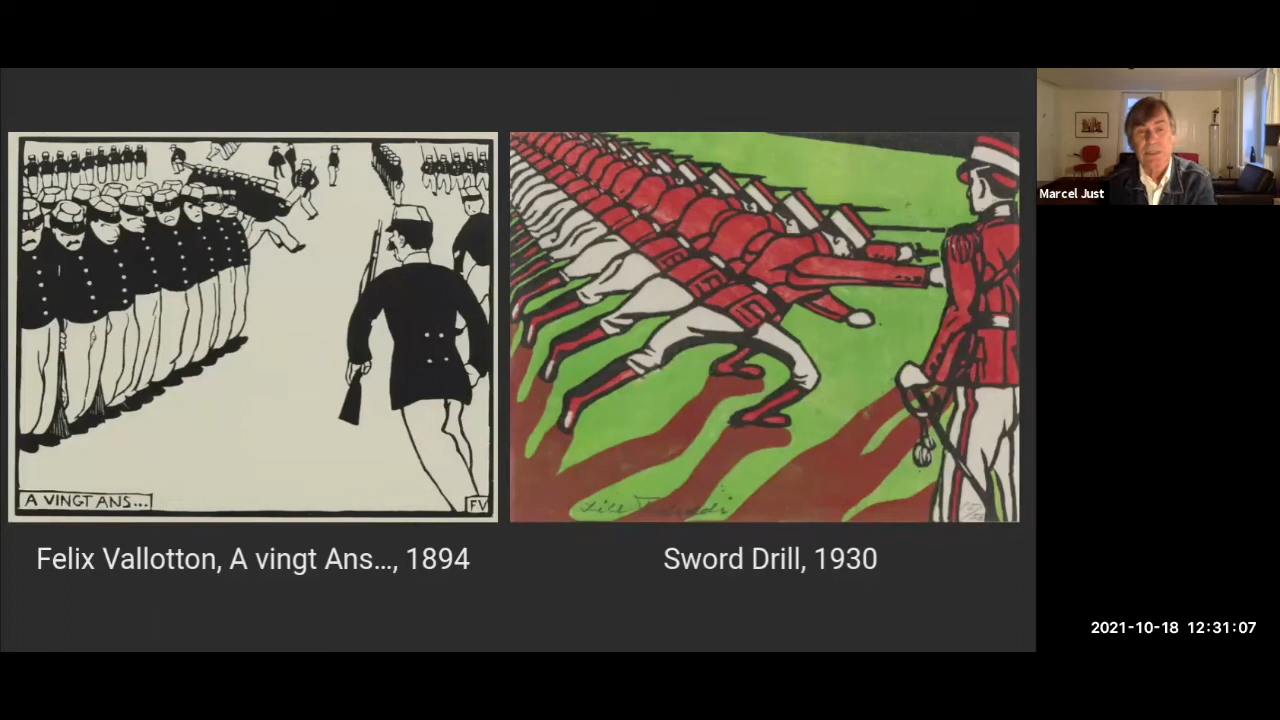 A VINGT ANS...
FV
Felix Vallotton, A vingt Ans..., 1894
Sword Drill, 1930
Marcel Just
2021-10-18 12:31:07